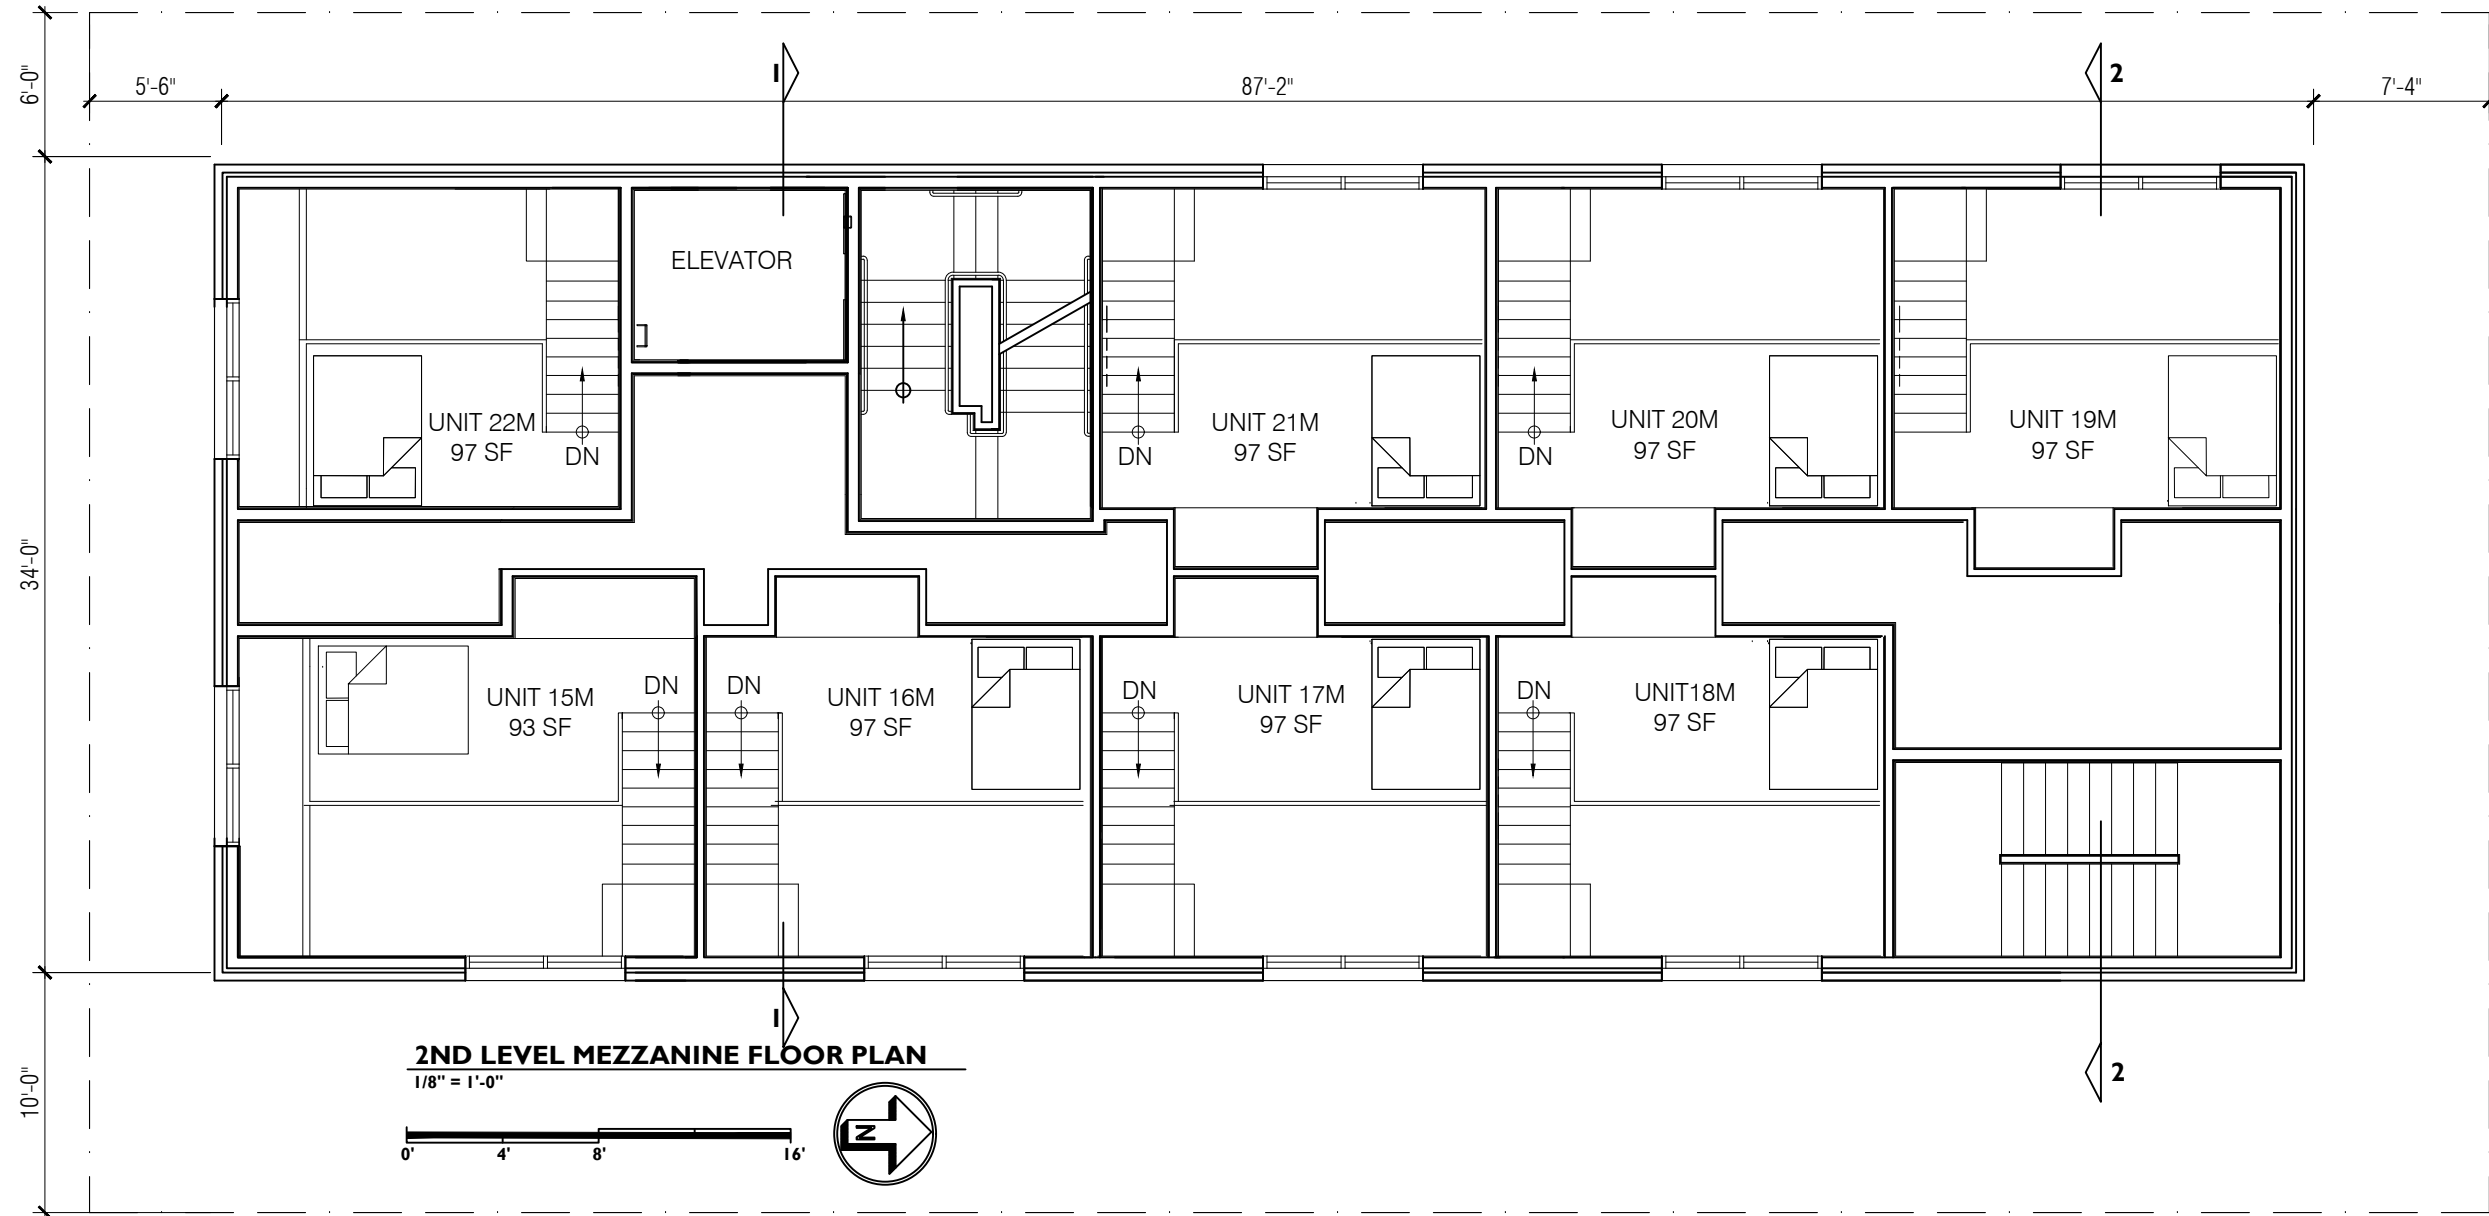 6'-0"
5'-6"
1
87'-2"
2
7'-4"
ELEVATOR
UNIT 22M
97 SF
DN
UNIT 21M
97 SF
DN
UNIT 20M
97 SF
DN
UNIT 19M
97 SF
34'-0"
UNIT 15M
93 SF
DN
DN
UNIT 16M
97 SF
DN
UNIT 17M
97 SF
DN
UNIT18M
97 SF
1
2ND LEVEL MEZZANINE FLOOR PLAN
1/8" = 1'-0"
2
10'-0"
N
0' 4' 8' 16'